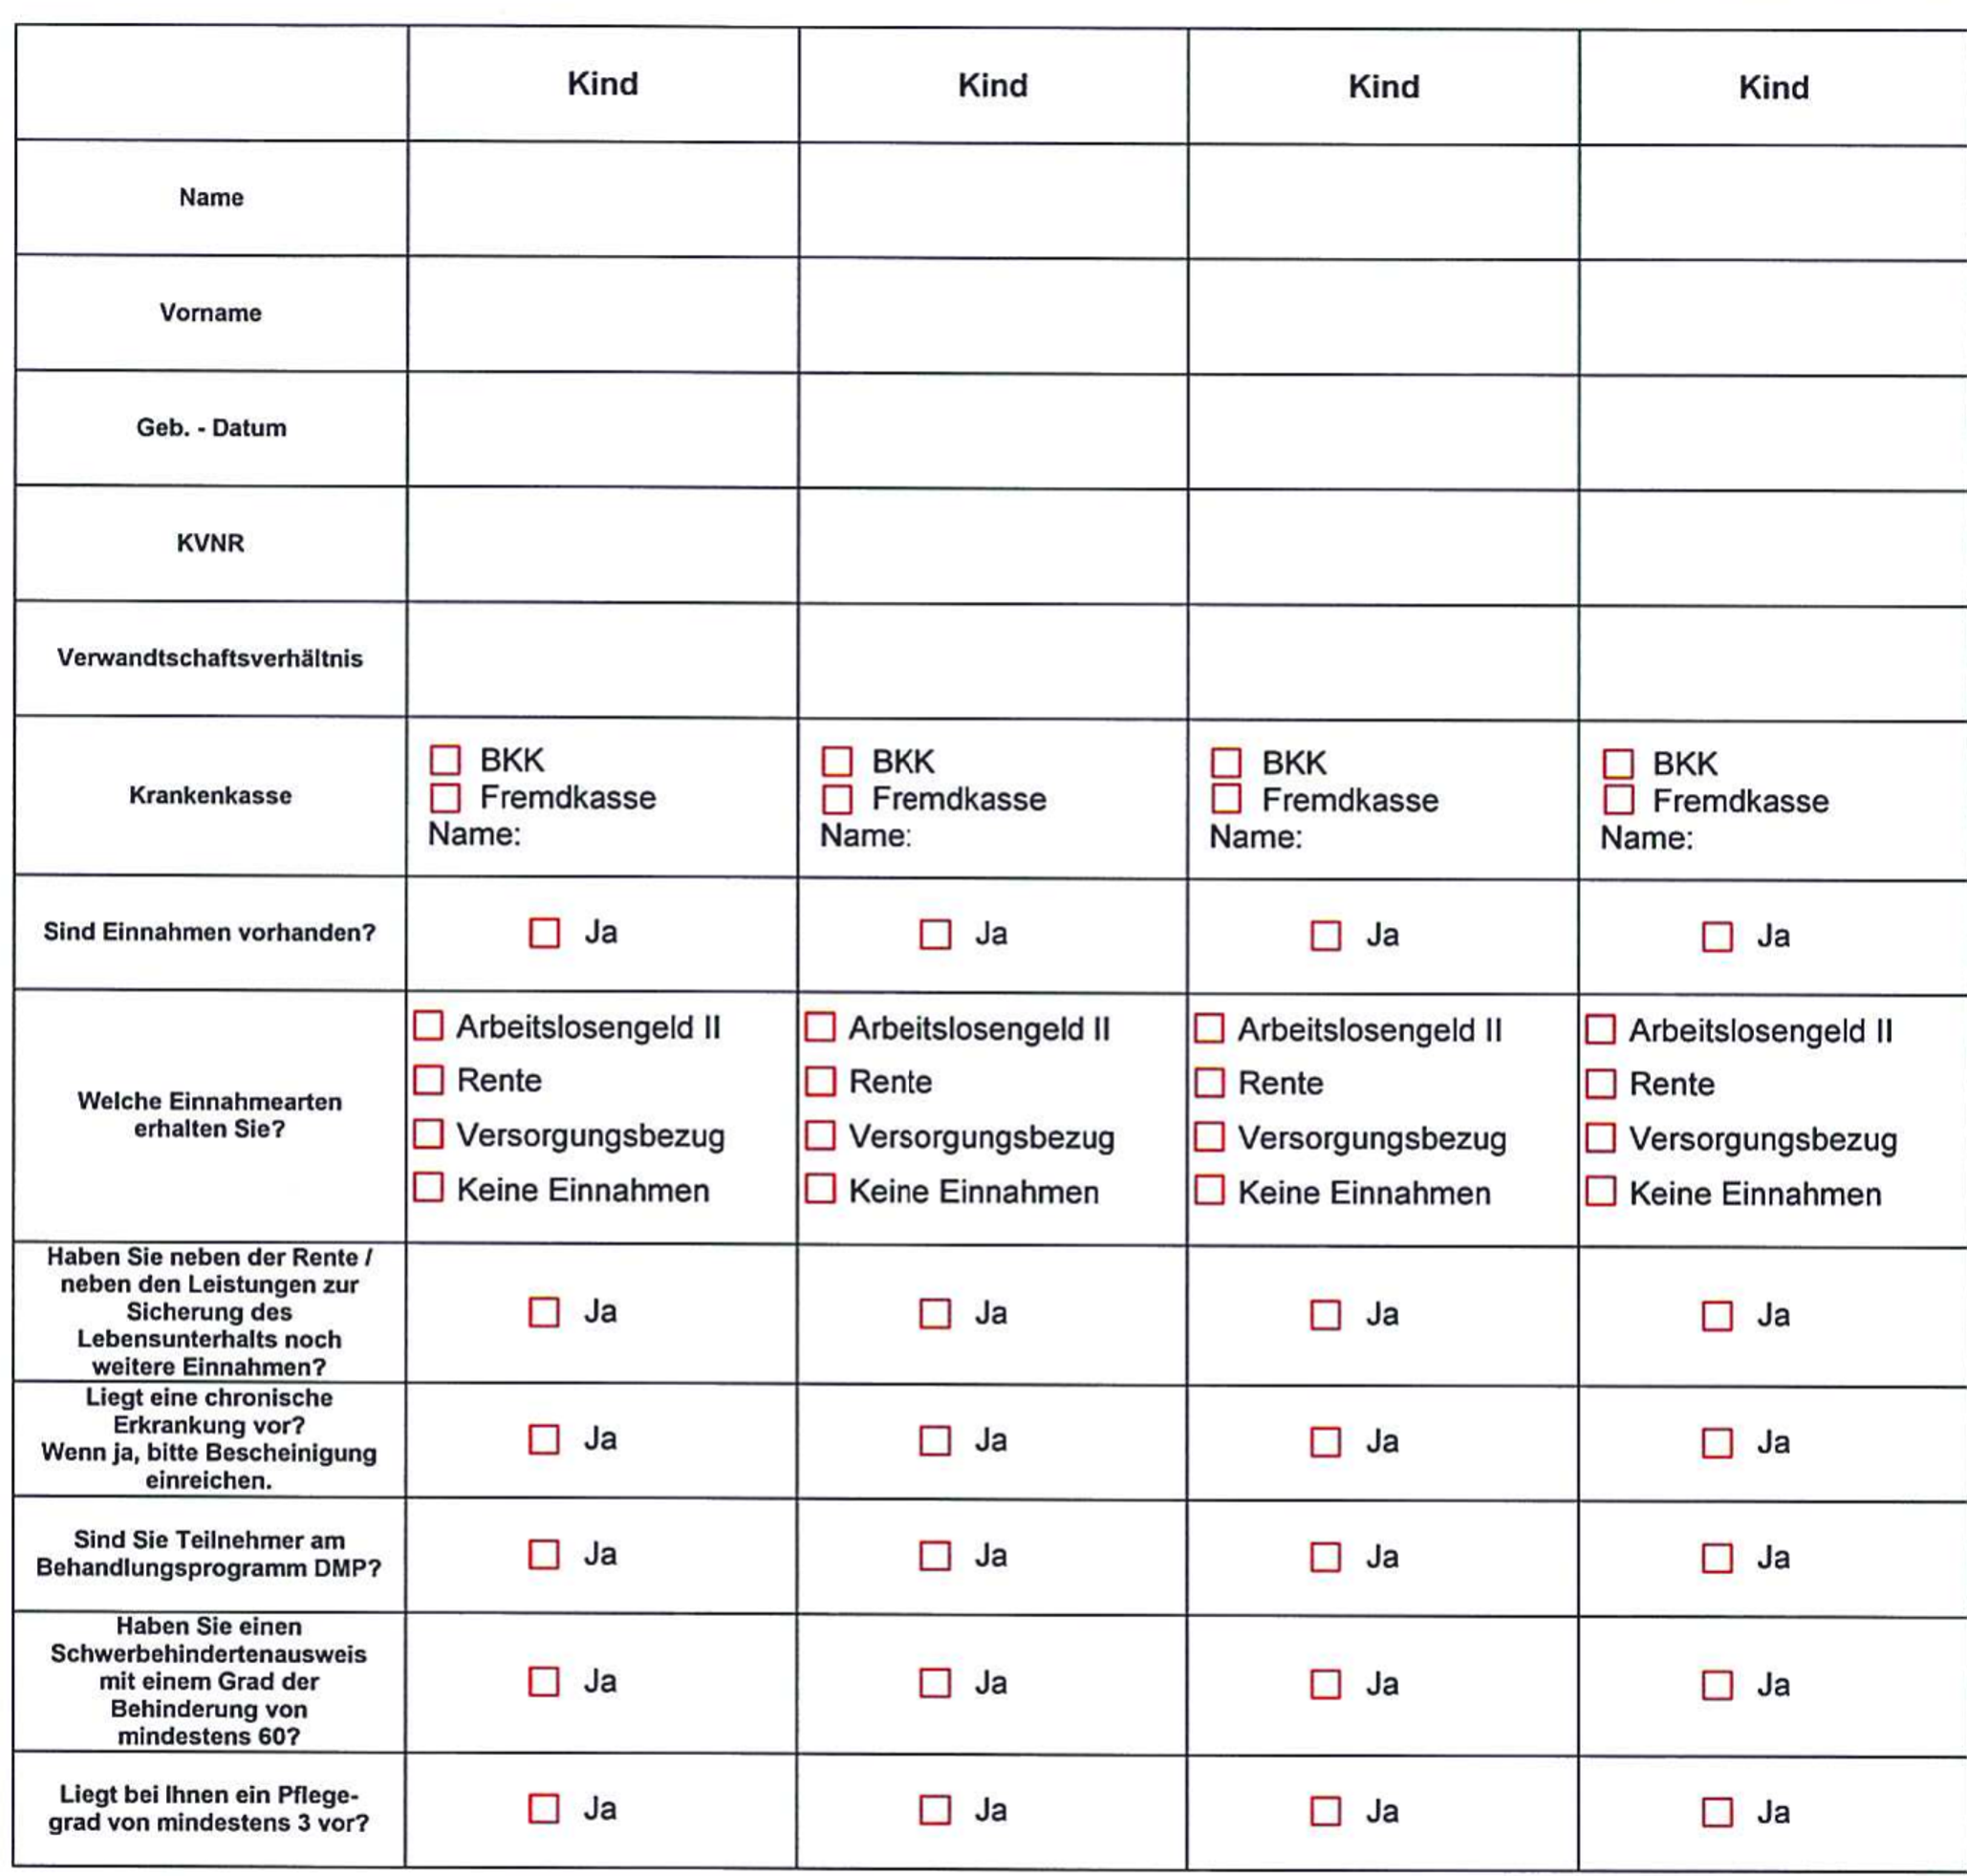 Kind Kind Kind Kind
Name
Vorname
Geb. - Datum
KVNR
Verwandtschaftsverhältnis
Krankenkasse
BKK
Fremdkasse
Name:
BKK
Fremdkasse
Name:
BKK
Fremdkasse
Name:
BKK
Fremdkasse
Name:
Sind Einnahmen vorhanden? Ja Ja Ja Ja
Welche Einnahmearten
erhalten Sie?
Arbeitslosengeld II
Rente
Versorgungsbezug
Keine Einnahmen
Arbeitslosengeld II
Rente
Versorgungsbezug
Keine Einnahmen
Arbeitslosengeld II
Rente
Versorgungsbezug
Keine Einnahmen
Arbeitslosengeld II
Rente
Versorgungsbezug
Keine Einnahmen
Haben Sie neben der Rente /
neben den Leistungen zur
Sicherung des
Lebensunterhalts noch
weitere Einnahmen?
Ja Ja Ja Ja
Liegt eine chronische
Erkrankung vor?
Wenn ja, bitte Bescheinigung
einreichen.
Ja Ja Ja Ja
Sind Sie Teilnehmer am
Behandlungsprogramm DMP?
Ja Ja Ja Ja
Haben Sie einen
Schwerbehindertenausweis
mit einem Grad der
Behinderung von
mindestens 60?
Ja Ja Ja Ja
Liegt bei Ihnen ein Pflege-
grad von mindestens 3 vor?
Ja Ja Ja Ja